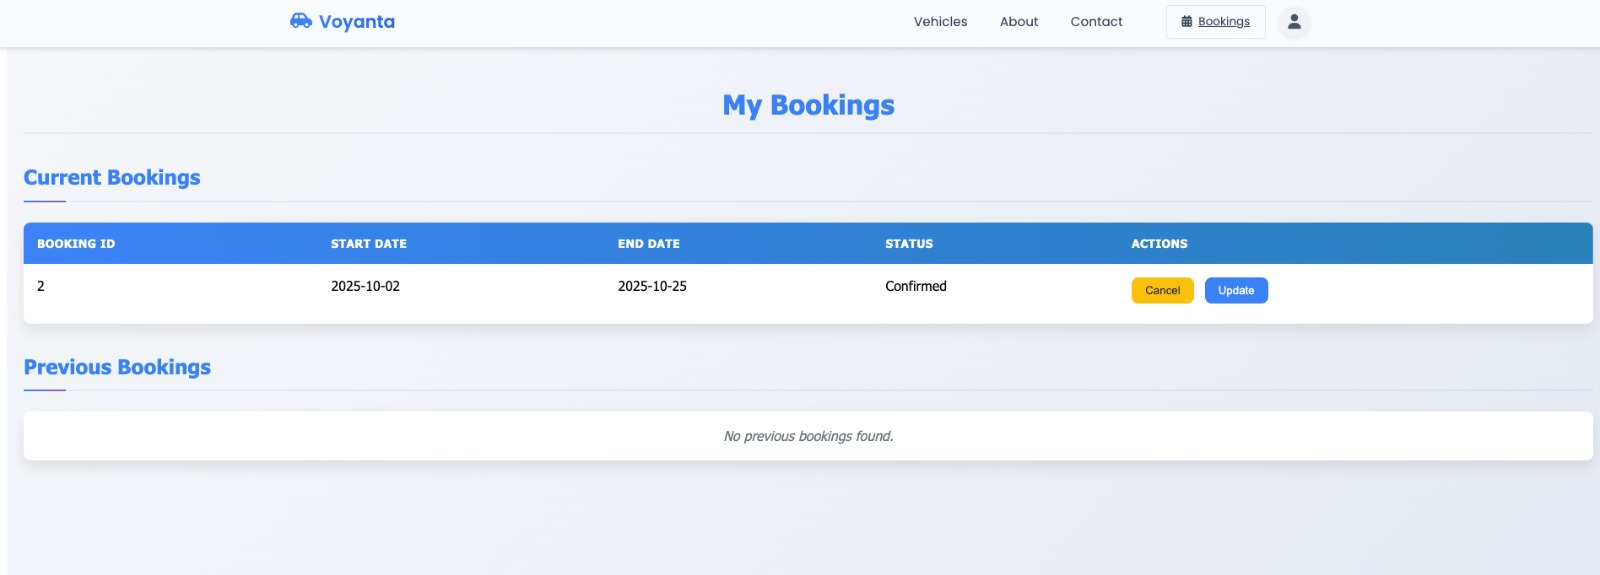 Voyanta Vehicles About Contact Bookings
My Bookings
Current Bookings
BOOKING ID START DATE END DATE STATUS ACTIONS
2 2025-10-02 2025-10-25 Confirmed Cancel Update
Previous Bookings
No previous bookings found.